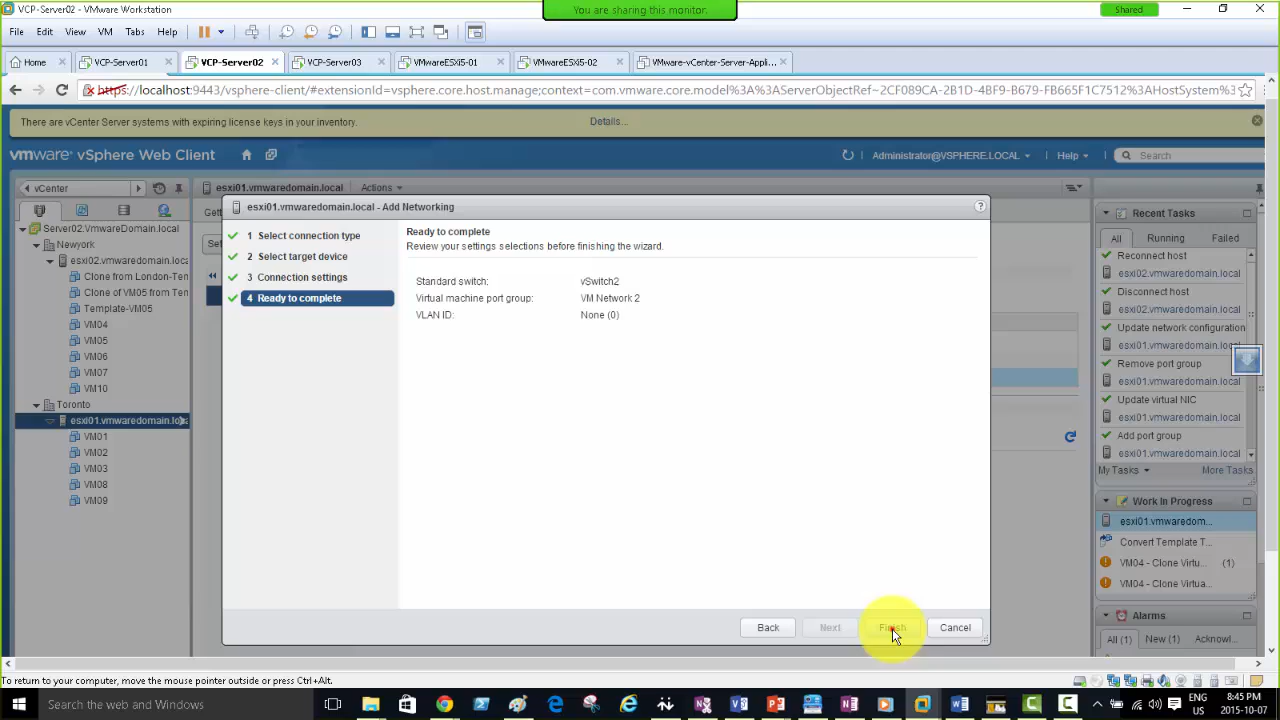 You are sharing this monitor.
Shared
VCP-Server02 - VMware Workstation
File Edit View VM Tabs Help
Home VCP-Server01 VCP-Server02 VCP-Server03 VMwareESXi5-01 VMwareESXi5-02 VMware-vCenter-Server-Appli...
https://localhost:9443/vsphere-client/#extensionId=vsphere.core.host.manage;context=com.vmware.core.model%3A%3AServerObjectRef~2CF089CA-2B1D-4BF9-B679-FB665F1C7512%3AHostSystem%3
There are vCenter Server systems with expiring license keys in your inventory. Details...
vmware® vSphere Web Client Administrator@VSPHERE.LOCAL Help Search
vCenter
esxi01.vmwaredomain.local Actions
Server02.VmwareDomain.local
Newyork
esxi02.vmwaredomain.loc
Clone from London-Ten
Clone of VM05 from Ten
Template-VM05
VM04
VM05
VM06
VM07
VM10
Toronto
esxi01.vmwaredomain.loc
VM01
VM02
VM03
VM08
VM09
esxi01.vmwaredomain.local - Add Networking
1 Select connection type
2 Select target device
3 Connection settings
4 Ready to complete
Ready to complete
Review your settings selections before finishing the wizard.
Standard switch: vSwitch2
Virtual machine port group: VM Network 2
VLAN ID: None (0)
Back Next Finish Cancel
Recent Tasks
All Running Failed
Reconnect host
esxi02.vmwaredomain.local
Disconnect host
esxi02.vmwaredomain.local
Update network configuration
esxi01.vmwaredomain.local
Remove port group
esxi01.vmwaredomain.local
Update virtual NIC
esxi01.vmwaredomain.local
Add port group
esxi01.vmwaredomain.local
My Tasks More Tasks
Work In Progress
esxi01.vmwaredom...
Convert Template T...
VM04 - Clone Virtu... (1)
VM04 - Clone Virtua...
Alarms
All (1) New (1) Acknowl...
To return to your computer, move the mouse pointer outside or press Ctrl+Alt.
Search the web and Windows
ENG 8:45 PM
US 2015-10-07